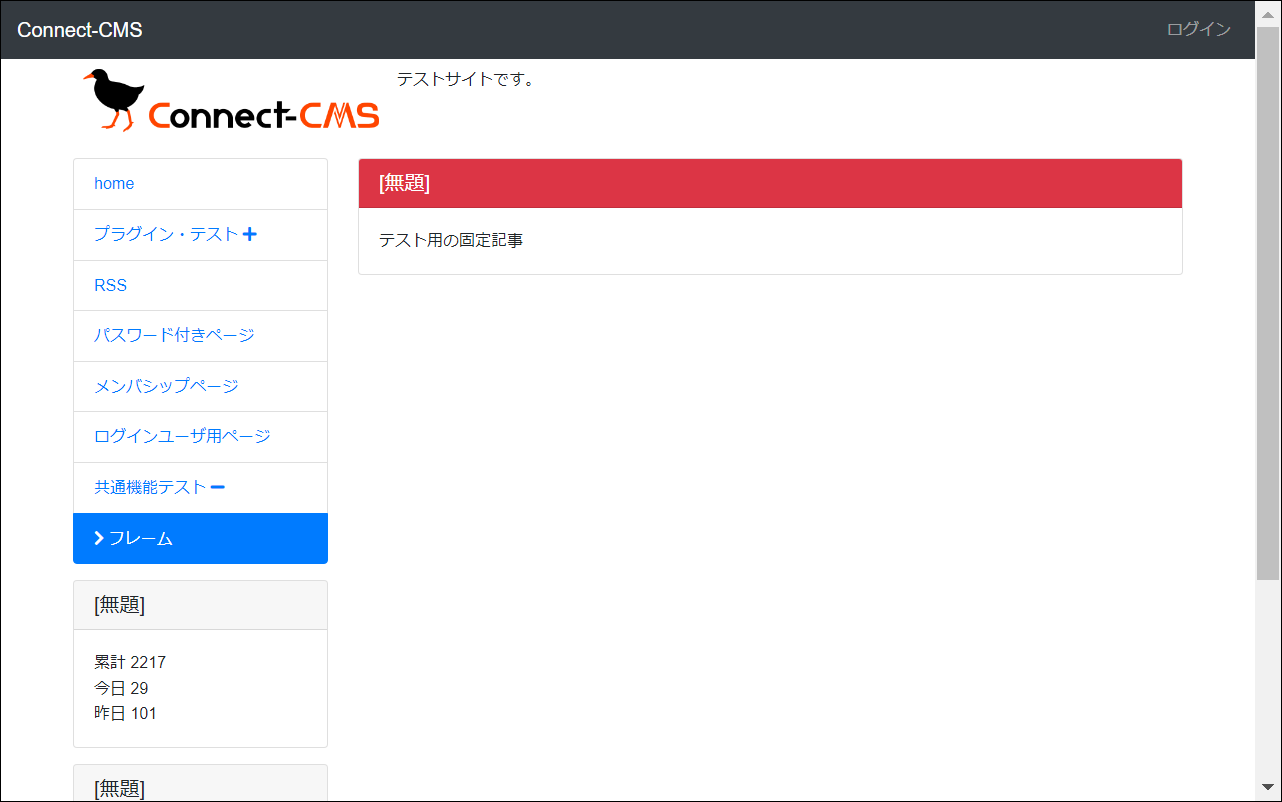 Connect-CMS
ログイン
Connect-CMS
テストサイトです。
home
プラグイン・テスト
RSS
パスワード付きページ
メンバシップページ
ログインユーザ用ページ
共通機能テスト
フレーム
[無題]
累計 2217
今日 29
昨日 101
[無題]
[無題]
テスト用の固定記事